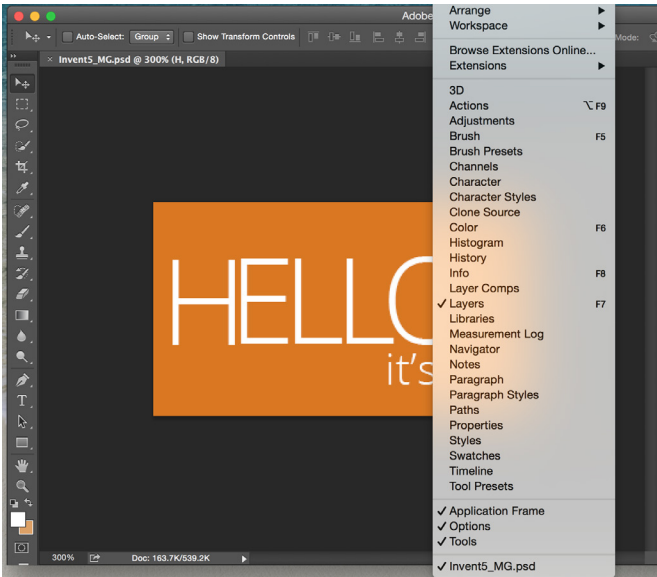 Adobe
Auto-Select:
Group
Show Transform Controls
Mode:
Invent5_MG.psd @ 300% (H, RGB/8)
HELLO
it's
T
300%
Doc: 163.7K/539.2K
Arrange
Workspace
Browse Extensions Online...
Extensions
3D
Actions ⌥ F9
Adjustments
Brush F5
Brush Presets
Channels
Character
Character Styles
Clone Source
Color F6
Histogram
History
Info F8
Layer Comps
✓ Layers F7
Libraries
Measurement Log
Navigator
Notes
Paragraph
Paragraph Styles
Paths
Properties
Styles
Swatches
Timeline
Tool Presets
✓ Application Frame
✓ Options
✓ Tools
✓ Invent5_MG.psd